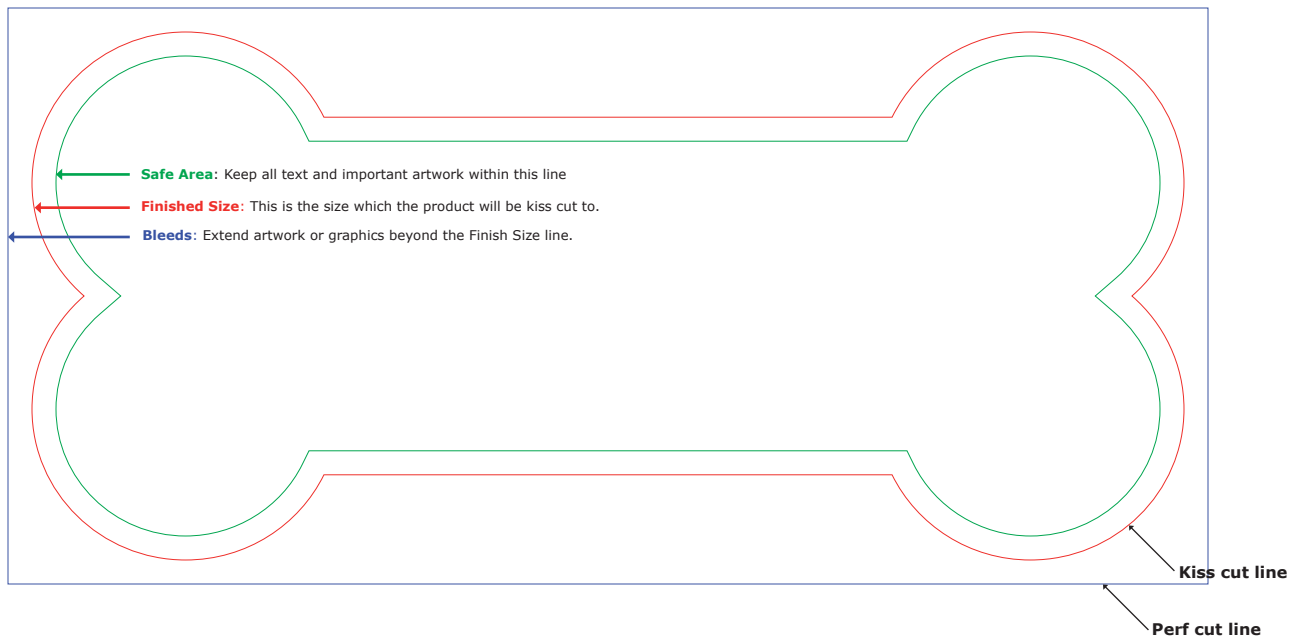 Safe Area: Keep all text and important artwork within this line
Finished Size: This is the size which the product will be kiss cut to.
Bleeds: Extend artwork or graphics beyond the Finish Size line.
Kiss cut line
Perf cut line